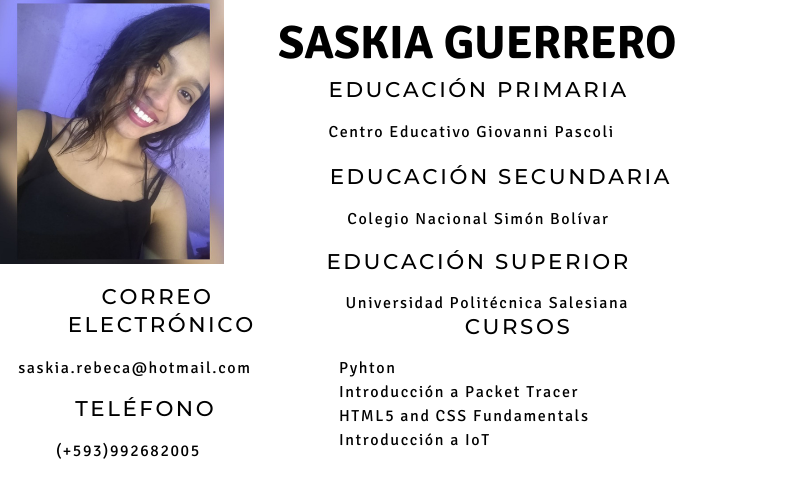 SASKIA GUERRERO
EDUCACIÓN PRIMARIA
Centro Educativo Giovanni Pascoli
EDUCACIÓN SECUNDARIA
Colegio Nacional Simón Bolívar
EDUCACIÓN SUPERIOR
Universidad Politécnica Salesiana
CURSOS
Pyhton
Introducción a Packet Tracer
HTML5 and CSS Fundamentals
Introducción a IoT
CORREO
ELECTRÓNICO
saskia.rebeca@hotmail.com
TELÉFONO
(+593)992682005